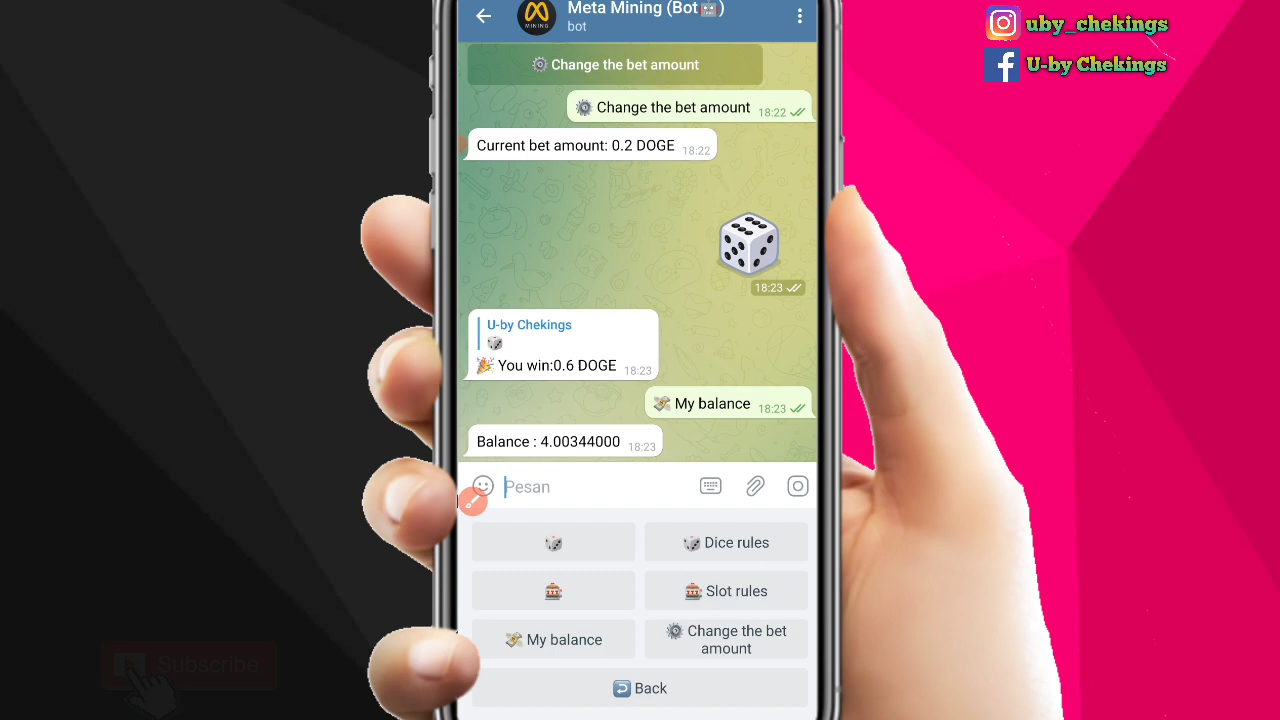 Meta Mining (Bot🤖)
bot
MINING
uby_chekings
U-by Chekings
⚙️ Change the bet amount
⚙️ Change the bet amount 18:22
Current bet amount: 0.2 DOGE 18:22
18:23
U-by Chekings
🎲
🎉 You win:0.6 DOGE 18:23
💸 My balance 18:23
Balance : 4.00344000 18:23
Pesan
🎲
🎲 Dice rules
🎰
🎰 Slot rules
💸 My balance
⚙️ Change the bet
amount
↩️ Back
Subscribe